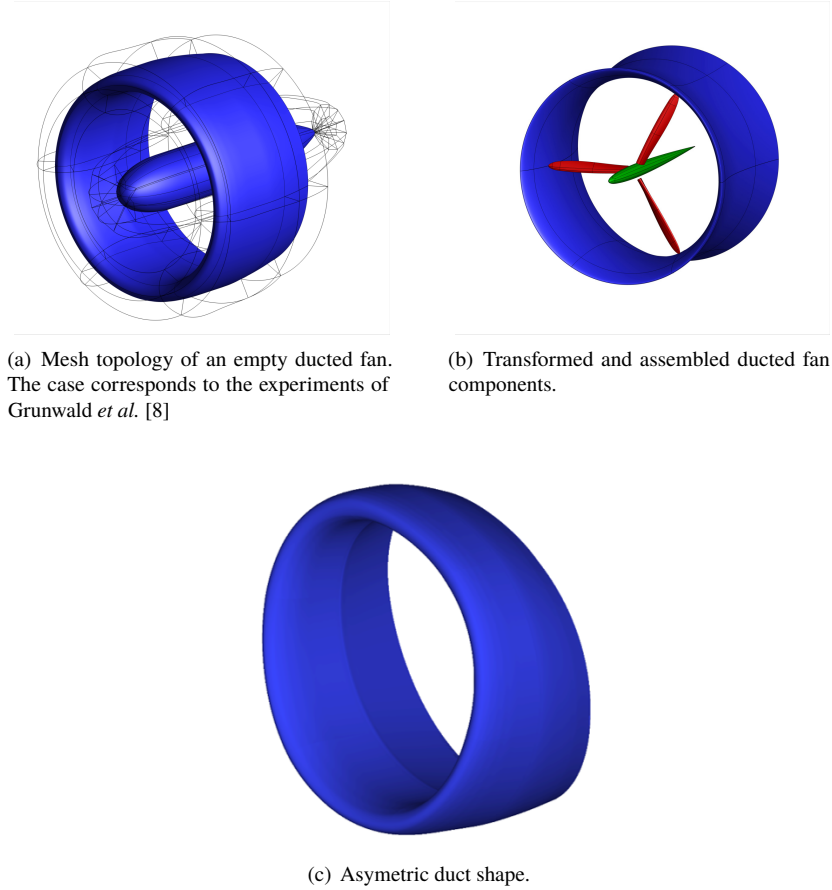 (a) Mesh topology of an empty ducted fan.
The case corresponds to the experiments of
Grunwald et al. [8]
(b) Transformed and assembled ducted fan
components.
(c) Asymetric duct shape.